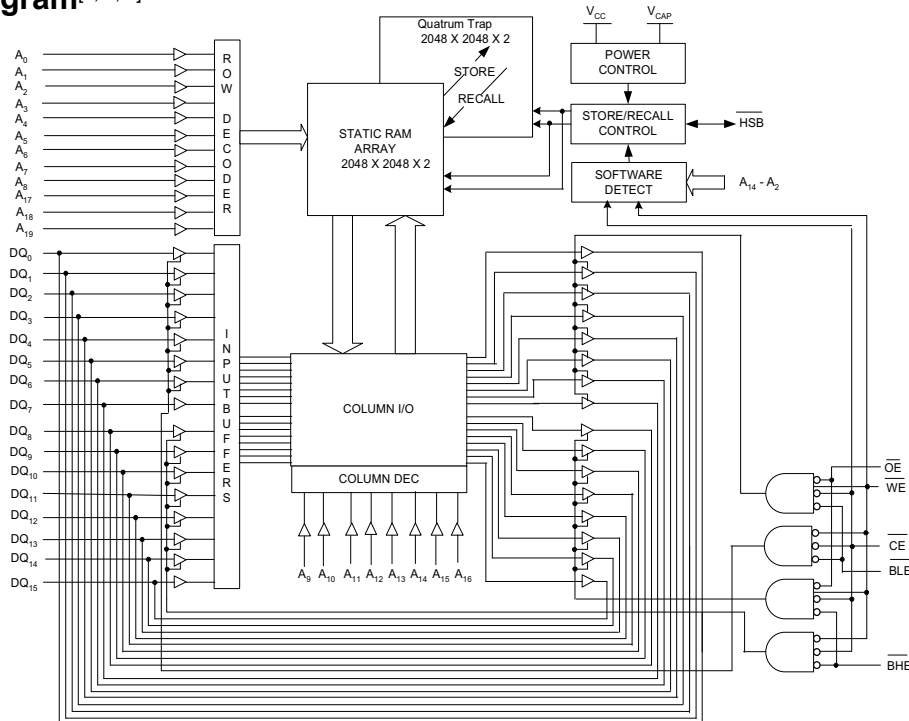 gram
Quatrum Trap
2048 X 2048 X 2
STORE
RECALL
VCC
VCAP
POWER
CONTROL
STORE/RECALL
CONTROL
HSB
SOFTWARE
DETECT
A14 - A2
STATIC RAM
ARRAY
2048 X 2048 X 2
ROW DECODER
A0
A1
A2
A3
A4
A5
A6
A7
A8
A17
A18
A19
DQ0
DQ1
DQ2
DQ3
DQ4
DQ5
DQ6
DQ7
DQ8
DQ9
DQ10
DQ11
DQ12
DQ13
DQ14
DQ15
INPUTBUFFERS
COLUMN I/O
COLUMN DEC
A9 A10 A11 A12 A13 A14 A15 A16
OE
WE
CE
BLE
BHE